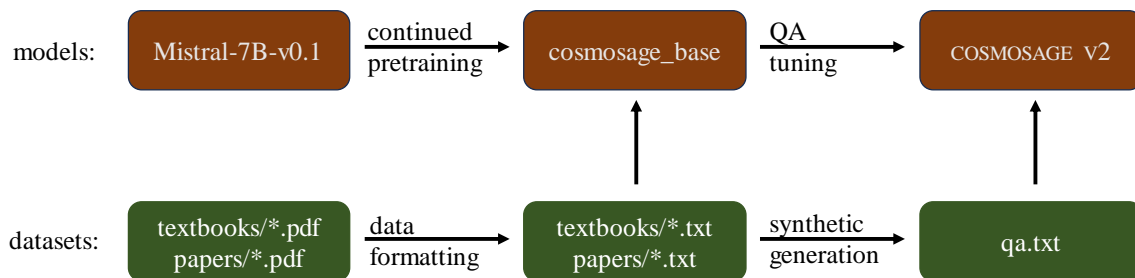 models:
Mistral-7B-v0.1
continued
pretraining
cosmosage_base
QA
tuning
COSMOSAGE V2
datasets:
textbooks/*.pdf
papers/*.pdf
data
formatting
textbooks/*.txt
papers/*.txt
synthetic
generation
qa.txt